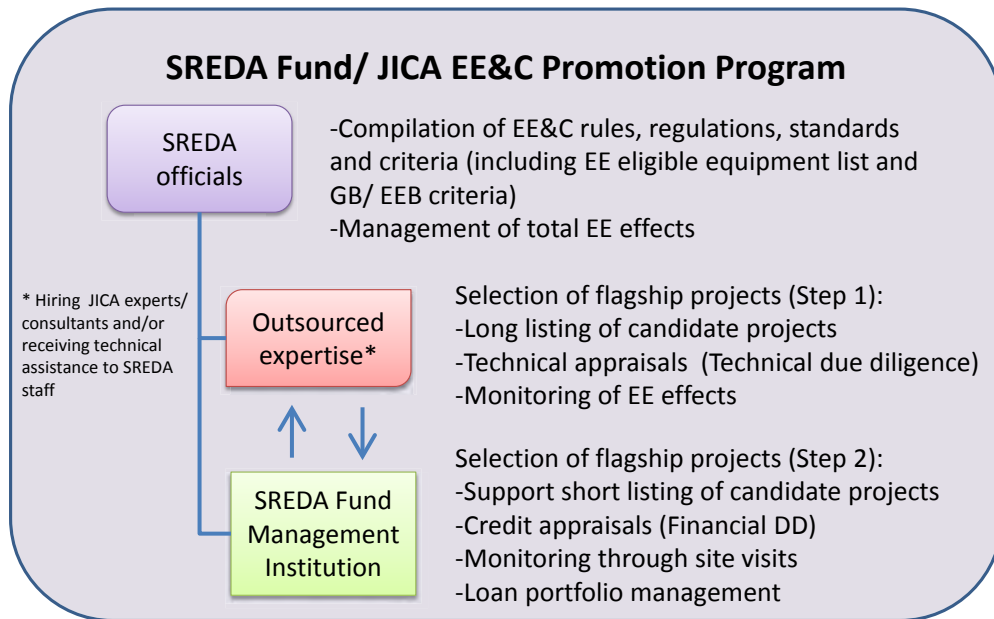 SREDA Fund/ JICA EE&C Promotion Program
SREDA
officials
-Compilation of EE&C rules, regulations, standards
and criteria (including EE eligible equipment list and
GB/ EEB criteria)
-Management of total EE effects
* Hiring JICA experts/
consultants and/or
receiving technical
assistance to SREDA
staff
Outsourced
expertise*
Selection of flagship projects (Step 1):
-Long listing of candidate projects
-Technical appraisals (Technical due diligence)
-Monitoring of EE effects
SREDA Fund
Management
Institution
Selection of flagship projects (Step 2):
-Support short listing of candidate projects
-Credit appraisals (Financial DD)
-Monitoring through site visits
-Loan portfolio management